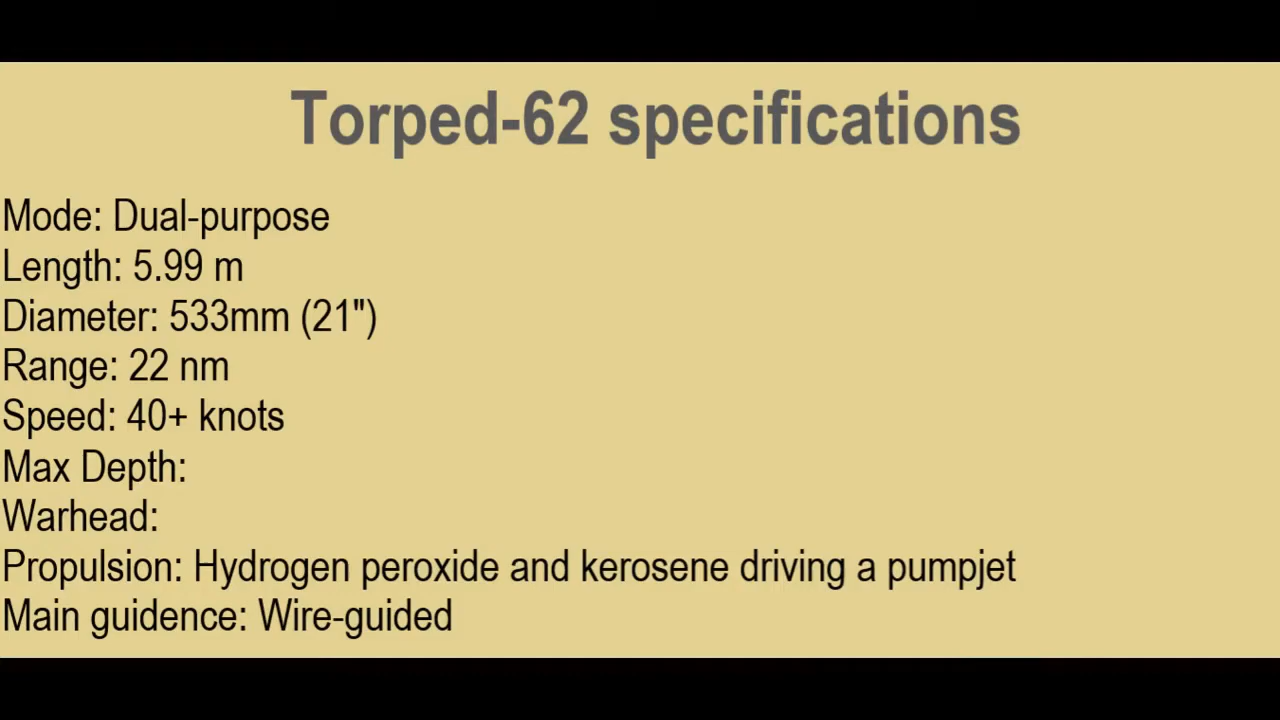 Torped-62 specifications
Mode: Dual-purpose
Length: 5.99 m
Diameter: 533mm (21")
Range: 22 nm
Speed: 40+ knots
Max Depth:
Warhead:
Propulsion: Hydrogen peroxide and kerosene driving a pumpjet
Main guidence: Wire-guided